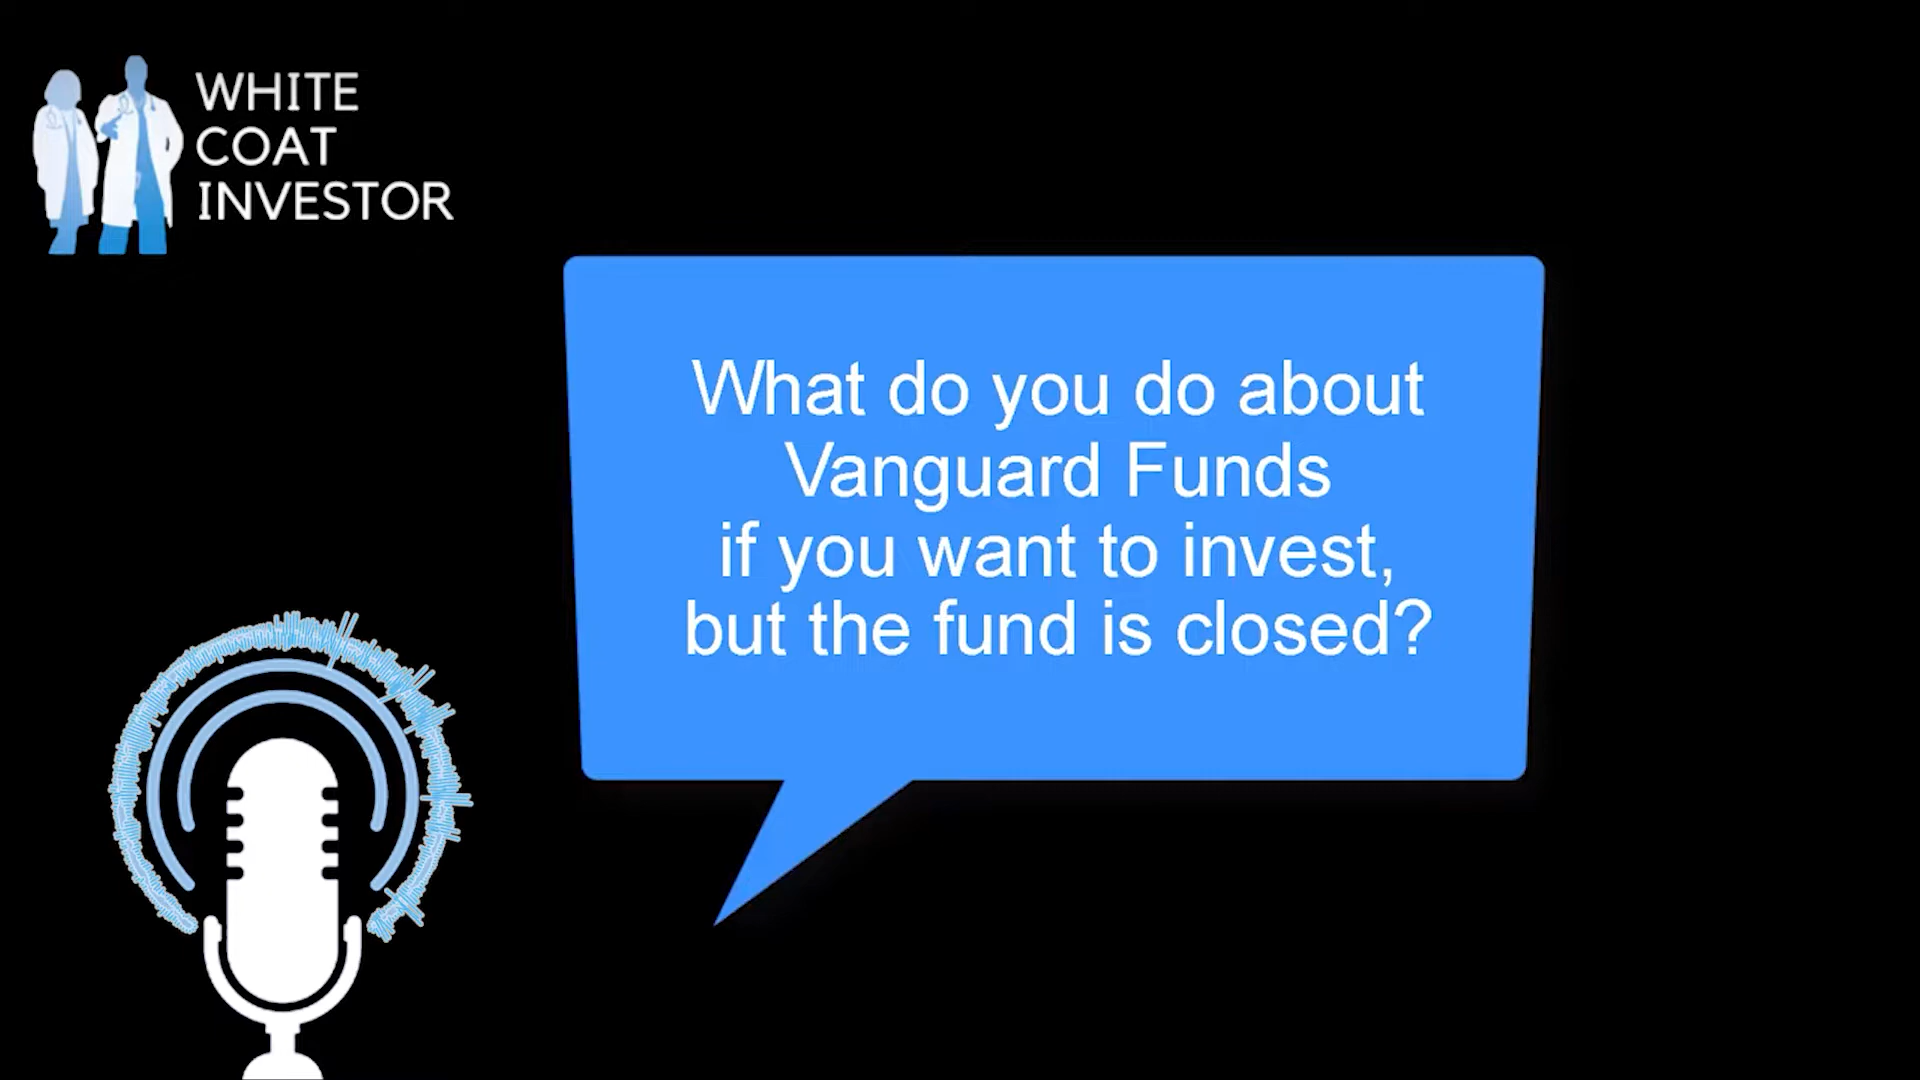 WHITE
COAT
INVESTOR
What do you do about
Vanguard Funds
if you want to invest,
but the fund is closed?